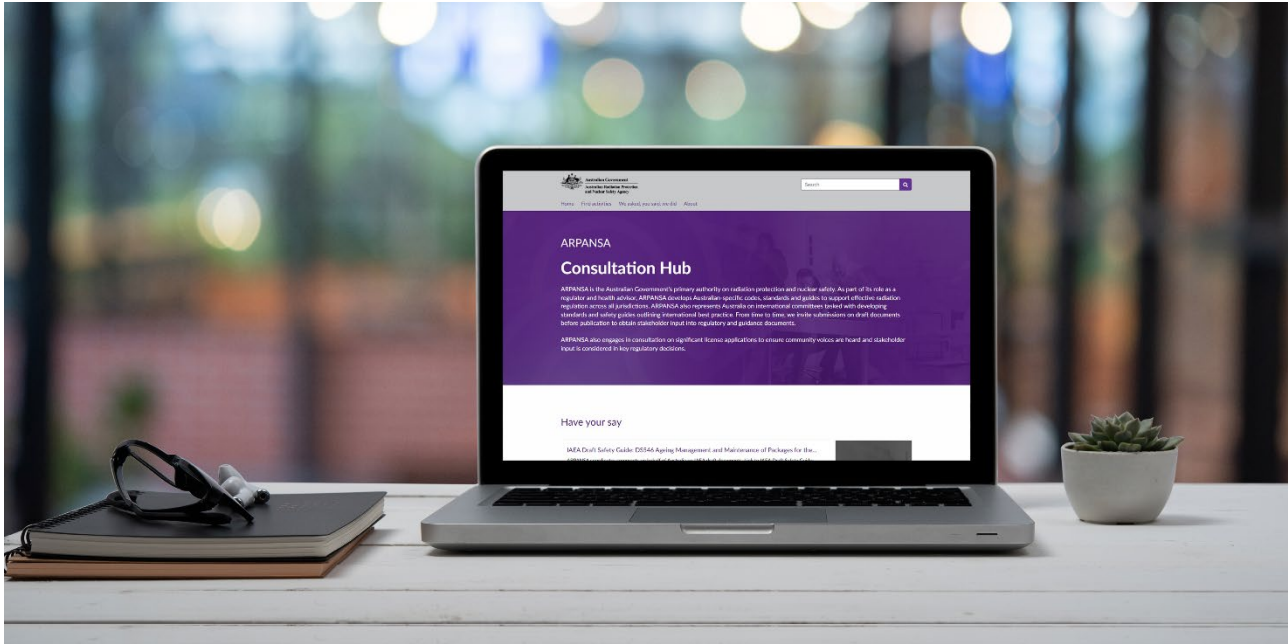 Australian Government
Australian Radiation Protection
and Nuclear Safety Agency
Search
Home Find activities We asked, you said, we did About
ARPANSA
Consultation Hub
ARPANSA is the Australian Government's primary authority on radiation protection and nuclear safety. As part of its role as a
regulator and health advisor, ARPANSA develops Australian-specific codes, standards and guides to support effective radiation
regulation across all jurisdictions. ARPANSA also represents Australia on international committees tasked with developing
standards and safety guides outlining international best practice. From time to time, we invite submissions on draft documents
before publication to obtain stakeholder input into regulatory and guidance documents.
ARPANSA also engages in consultation on significant license applications to ensure community voices are heard and stakeholder
input is considered in key regulatory decisions.
Have your say
IAEA Draft Safety Guide: DS546 Ageing Management and Maintenance of Packages for the...